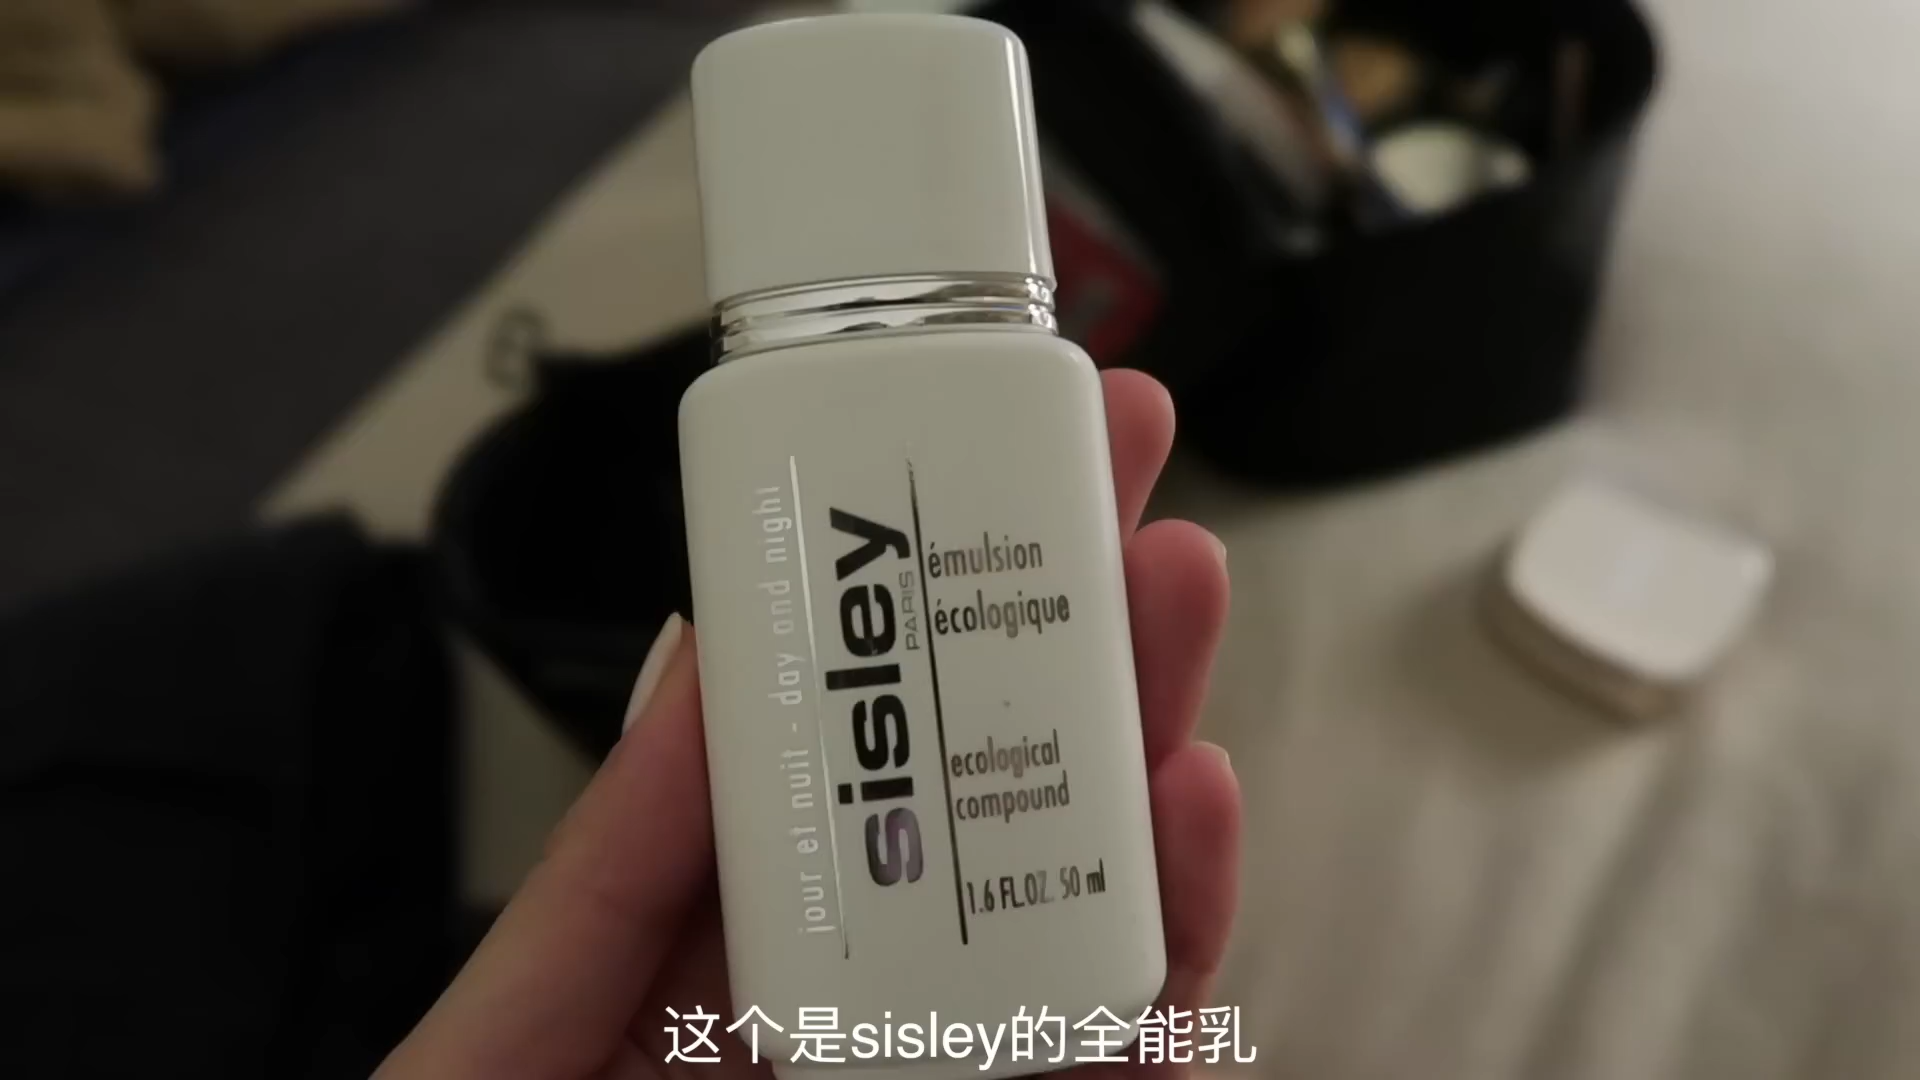 jour et nuit - day and night
sisley
PARIS
émulsion
écologique
ecological
compound
1.6 FL.OZ. 50 ml
这个是sisley的全能乳